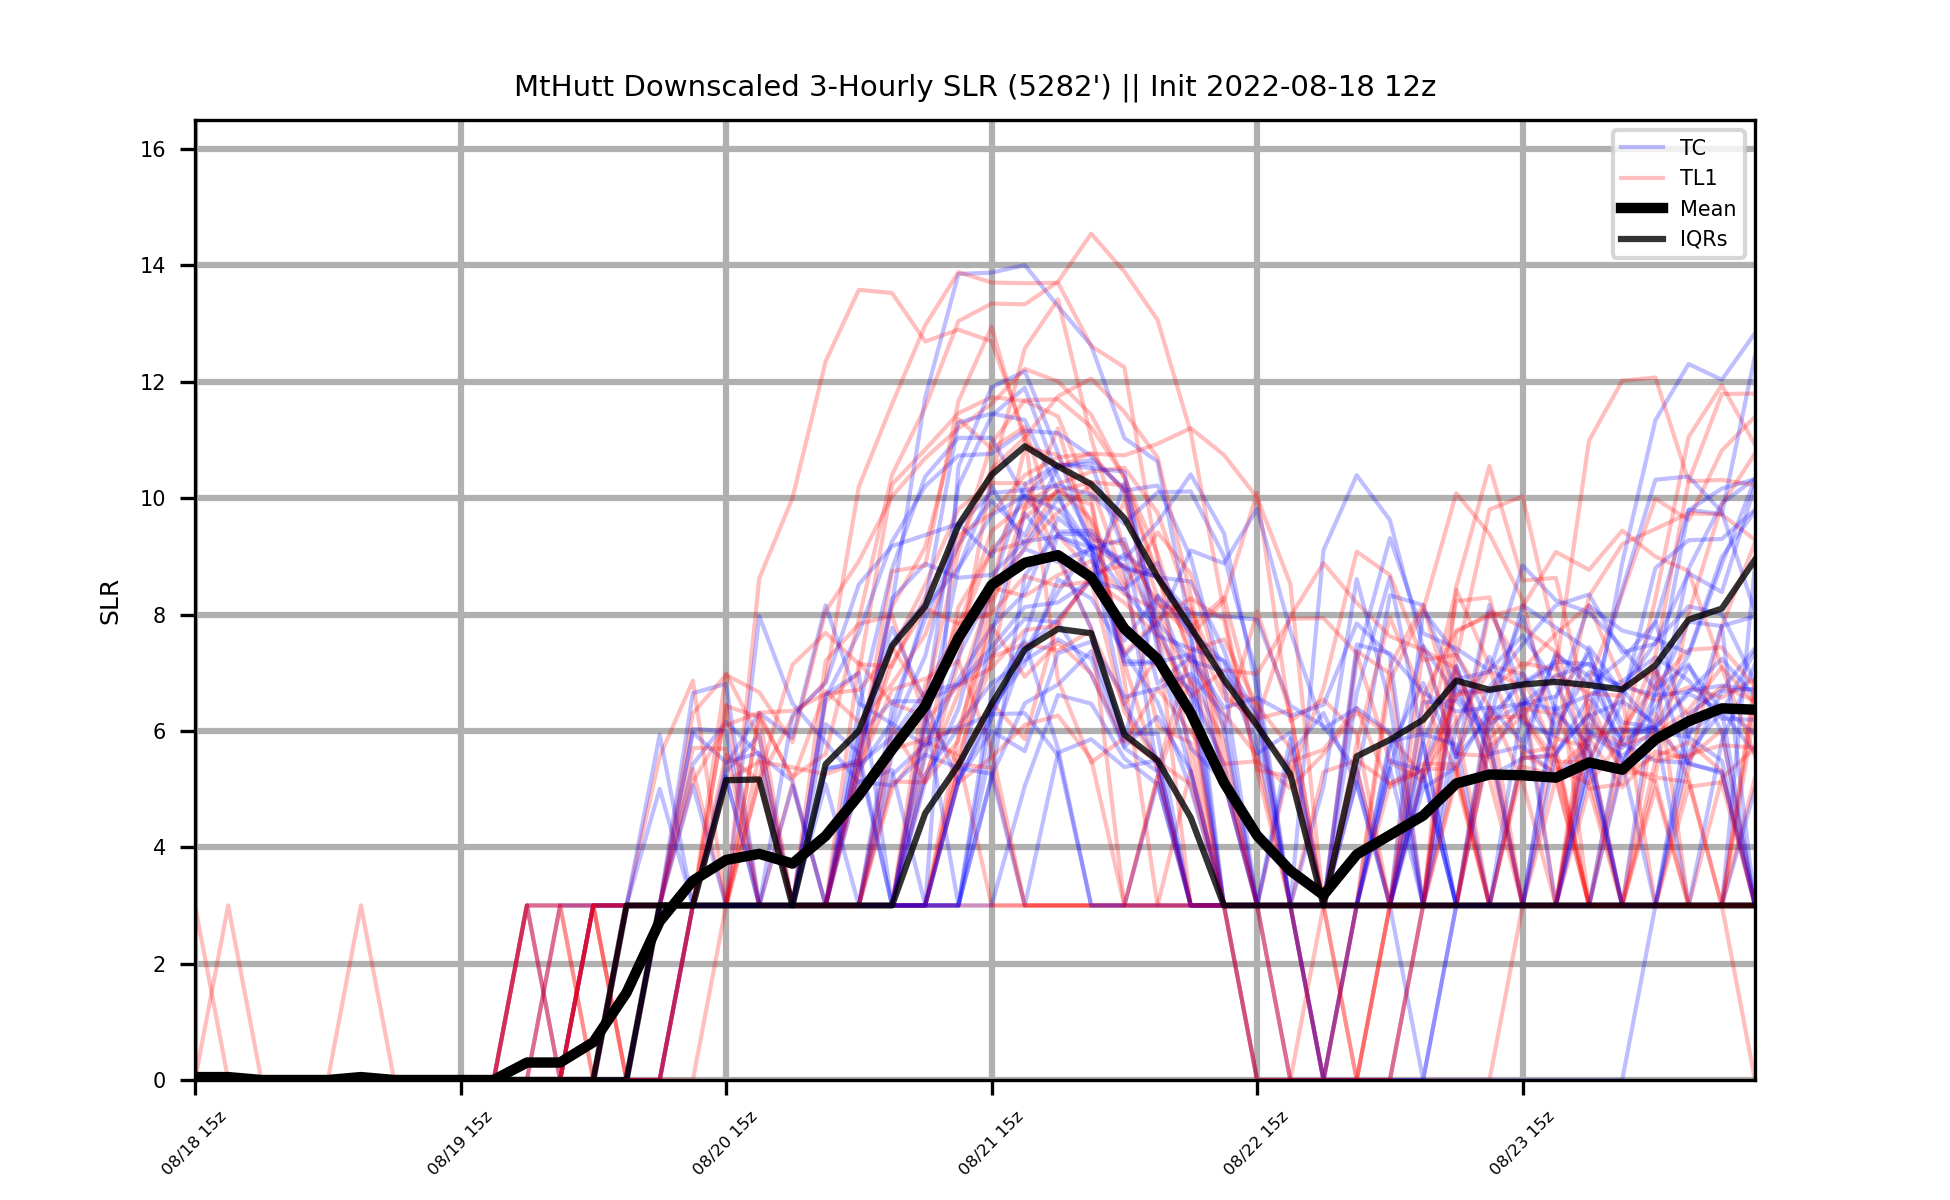 MtHutt Downscaled 3-Hourly SLR (5282') || Init 2022-08-18 12z
TC
TL1
Mean
IQRs
SLR
16
14
12
10
8
6
4
2
0
08/18 15z
08/19 15z
08/20 15z
08/21 15z
08/22 15z
08/23 15z